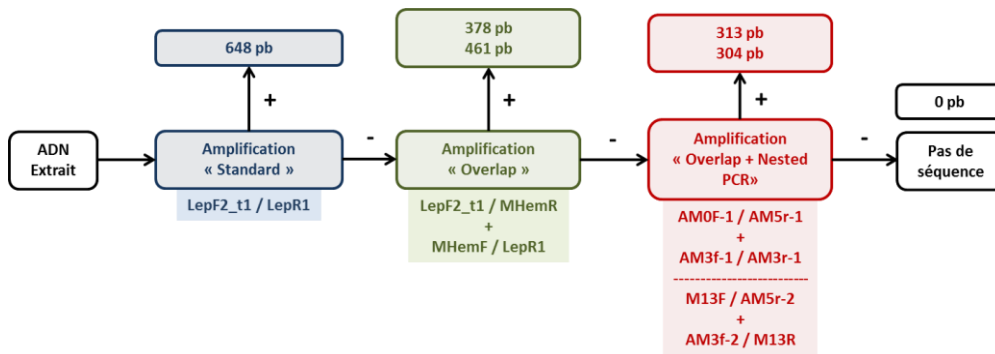 648 pb
378 pb
461 pb
313 pb
304 pb
0 pb
+
+
+
ADN
Extrait
Amplification
« Standard »
-
Amplification
« Overlap »
-
Amplification
« Overlap + Nested
PCR»
-
Pas de
séquence
LepF2_t1 / LepR1
LepF2_t1 / MHemR
+
MHemF / LepR1
AM0F-1 / AM5r-1
+
AM3f-1 / AM3r-1
--------------------------
M13F / AM5r-2
+
AM3f-2 / M13R